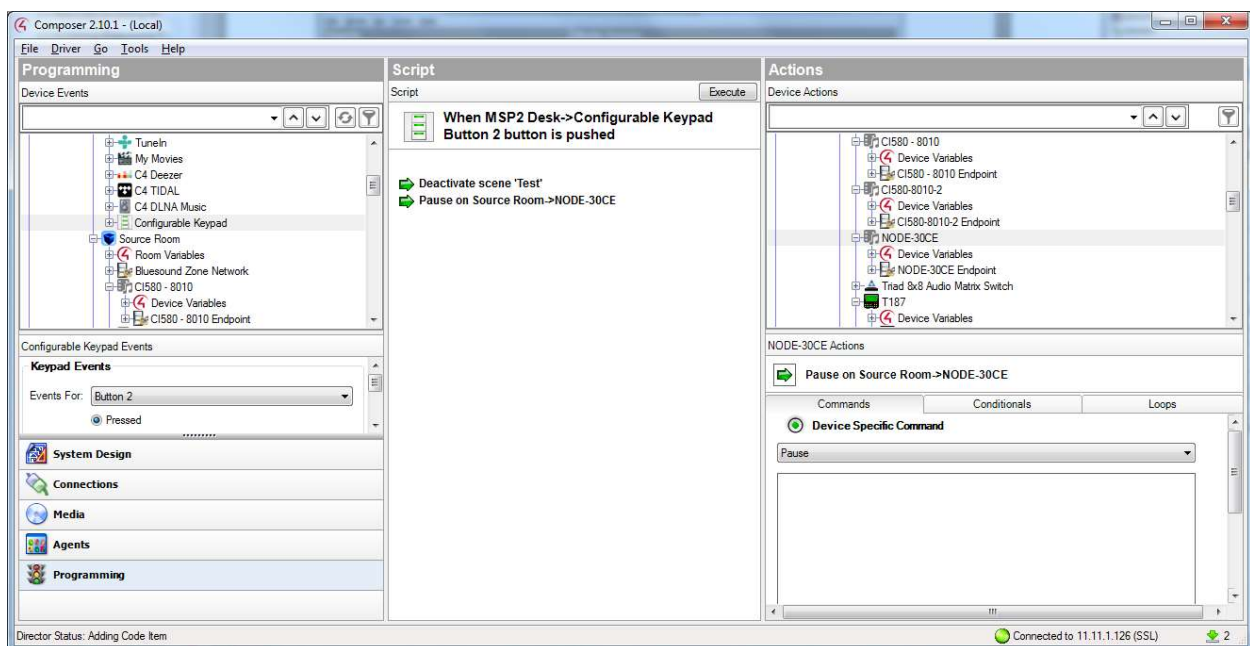 Composer 2.10.1 - (Local)
File Driver Go Tools Help
Programming
Device Events
TuneIn
My Movies
C4 Deezer
C4 TIDAL
C4 DLNA Music
Configurable Keypad
Source Room
Room Variables
Bluesound Zone Network
CI580 - 8010
Device Variables
CI580 - 8010 Endpoint
Configurable Keypad Events
Keypad Events
Events For: Button 2
Pressed
System Design
Connections
Media
Agents
Programming
Script
Script Execute
When MSP2 Desk->Configurable Keypad
Button 2 button is pushed
Deactivate scene 'Test'
Pause on Source Room->NODE-30CE
Actions
Device Actions
CI580 - 8010
Device Variables
CI580 - 8010 Endpoint
CI580-8010-2
Device Variables
CI580-8010-2 Endpoint
NODE-30CE
Device Variables
NODE-30CE Endpoint
Triad 8x8 Audio Matrix Switch
T187
Device Variables
NODE-30CE Actions
Pause on Source Room->NODE-30CE
Commands Conditionals Loops
Device Specific Command
Pause
Director Status: Adding Code Item
Connected to 11.11.1.126 (SSL) 2